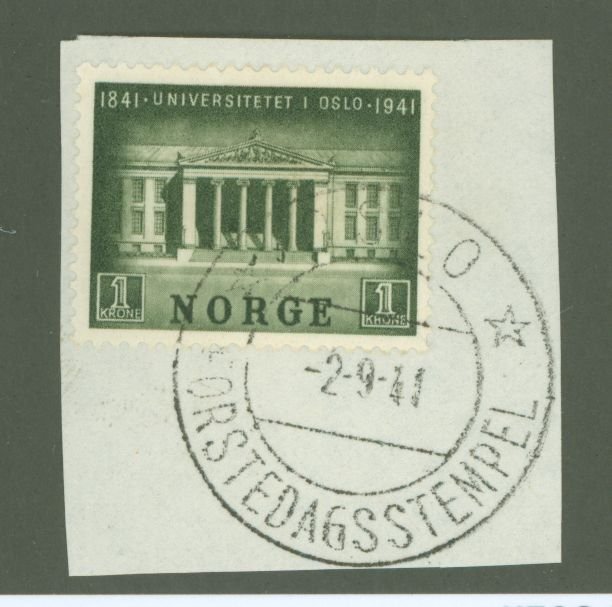 1841 · UNIVERSITETET I OSLO · 1941
1 KRONE
NORGE
1 KRONE
-2-9-41
FØRSTEDAGSSTEMPEL